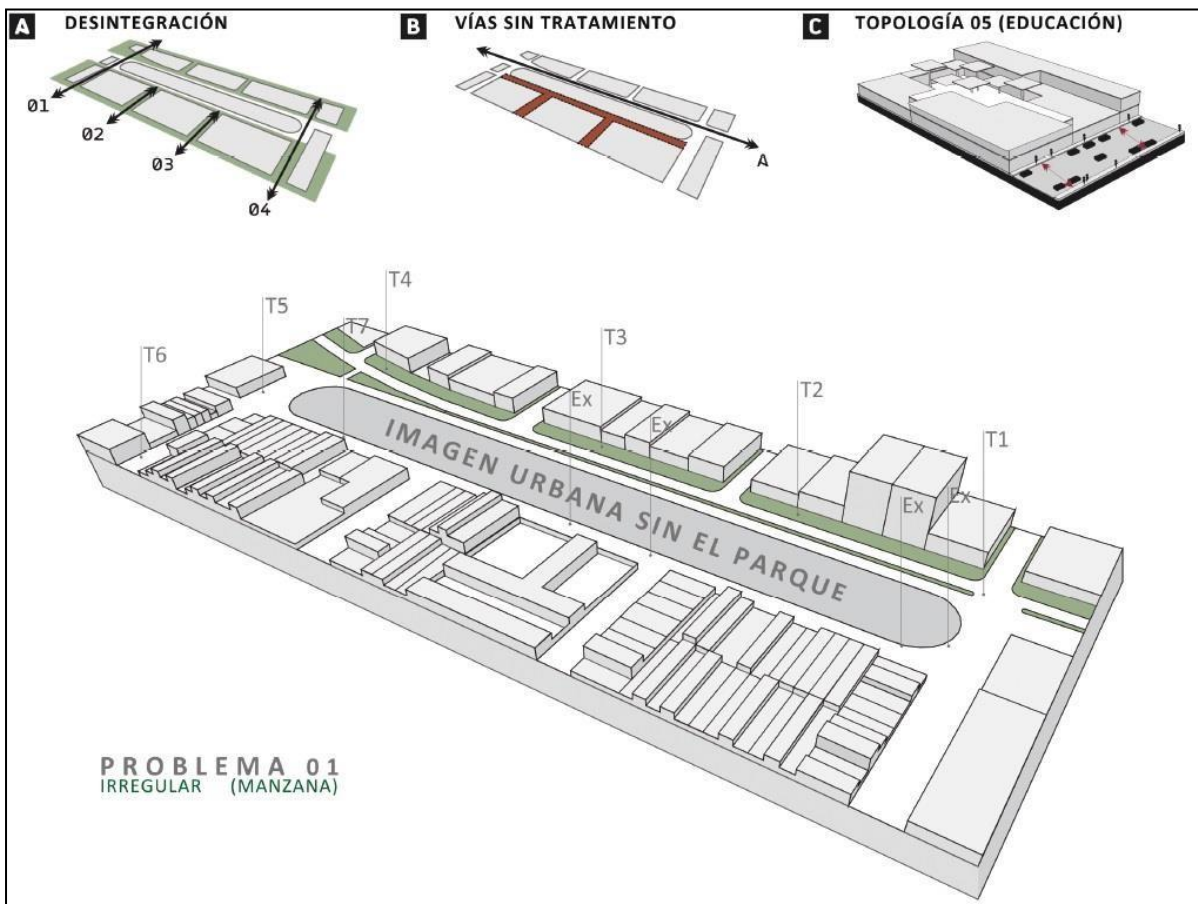 A DESINTEGRACIÓN
B VÍAS SIN TRATAMIENTO
C TOPOLOGÍA 05 (EDUCACIÓN)
01
02
03
04
A
T4
T5
T7
T3
T6
T2
Ex
Ex
T1
Ex
Ex
IMAGEN URBANA SIN EL PARQUE
PROBLEMA 01
IRREGULAR (MANZANA)